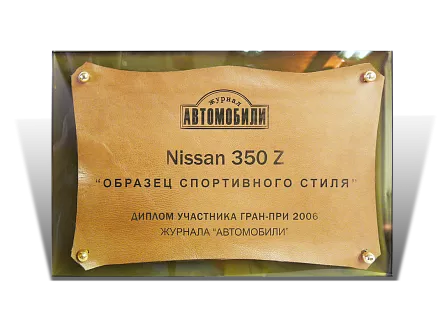 журнал
АВТОМОБИЛИ
Nissan 350 Z
“ОБРАЗЕЦ СПОРТИВНОГО СТИЛЯ”
ДИПЛОМ УЧАСТНИКА ГРАН-ПРИ 2006
ЖУРНАЛА “АВТОМОБИЛИ”